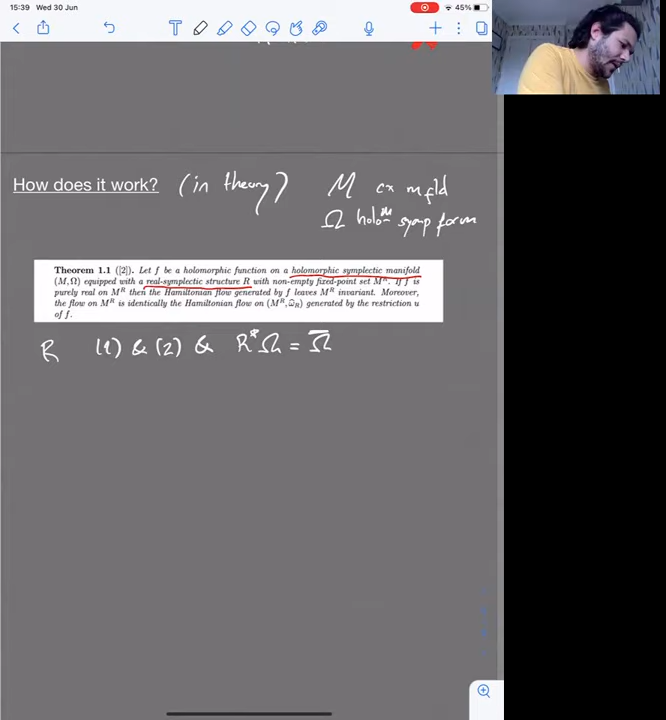 15:39 Wed 30 Jun
45%
How does it work? (in theory) M cx mfld
Ω holom symp form
Theorem 1.1 ([2]). Let f be a holomorphic function on a holomorphic symplectic manifold
(M, Ω) equipped with a real-symplectic structure R with non-empty fixed-point set M^R. If f is
purely real on M^R then the Hamiltonian flow generated by f leaves M^R invariant. Moreover,
the flow on M^R is identically the Hamiltonian flow on (M^R, ω̂_R) generated by the restriction u
of f.
R (1) & (2) & R*Ω = Ω̅